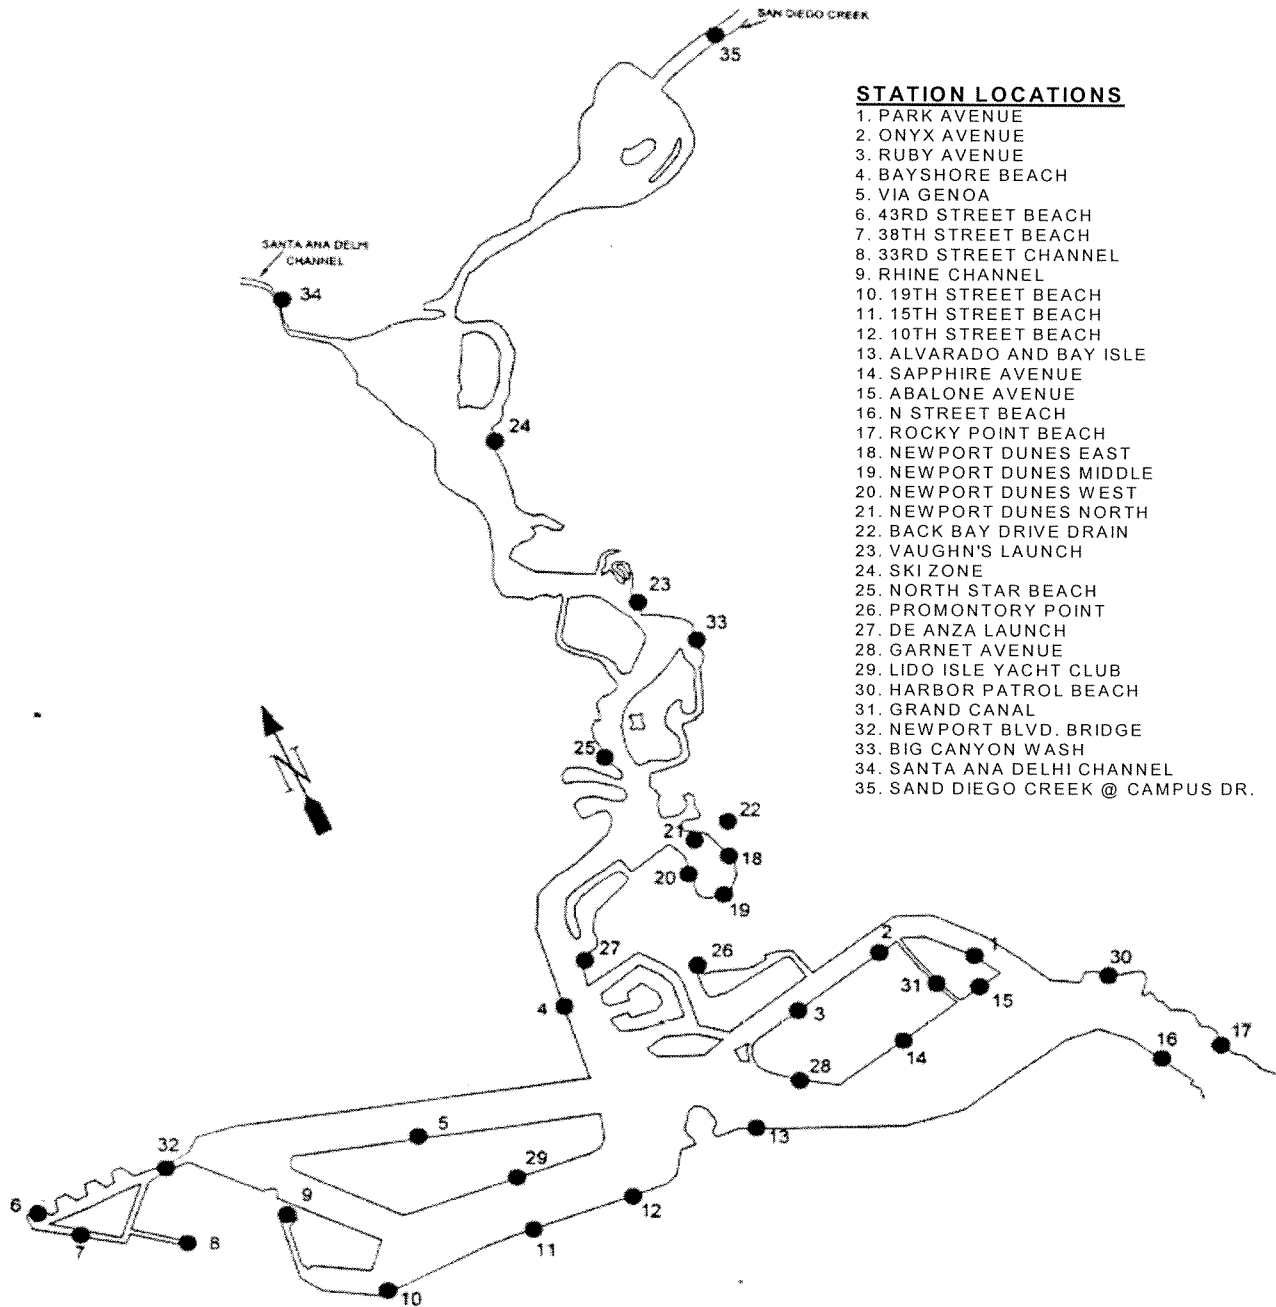 SAN DIEGO CREEK
35
STATION LOCATIONS
1. PARK AVENUE
2. ONYX AVENUE
3. RUBY AVENUE
4. BAYSHORE BEACH
5. VIA GENOA
6. 43RD STREET BEACH
7. 38TH STREET BEACH
8. 33RD STREET CHANNEL
9. RHINE CHANNEL
10. 19TH STREET BEACH
11. 15TH STREET BEACH
12. 10TH STREET BEACH
13. ALVARADO AND BAY ISLE
14. SAPPHIRE AVENUE
15. ABALONE AVENUE
16. N STREET BEACH
17. ROCKY POINT BEACH
18. NEWPORT DUNES EAST
19. NEWPORT DUNES MIDDLE
20. NEWPORT DUNES WEST
21. NEWPORT DUNES NORTH
22. BACK BAY DRIVE DRAIN
23. VAUGHN'S LAUNCH
24. SKI ZONE
25. NORTH STAR BEACH
26. PROMONTORY POINT
27. DE ANZA LAUNCH
28. GARNET AVENUE
29. LIDO ISLE YACHT CLUB
30. HARBOR PATROL BEACH
31. GRAND CANAL
32. NEWPORT BLVD. BRIDGE
33. BIG CANYON WASH
34. SANTA ANA DELHI CHANNEL
35. SAND DIEGO CREEK @ CAMPUS DR.
SANTA ANA DELHI
CHANNEL
34
24
23
33
N
25
22
21
18
20
19
2
1
27
26
30
31
15
4
3
17
14
16
28
5
13
32
29
9
6
12
7
8
11
10